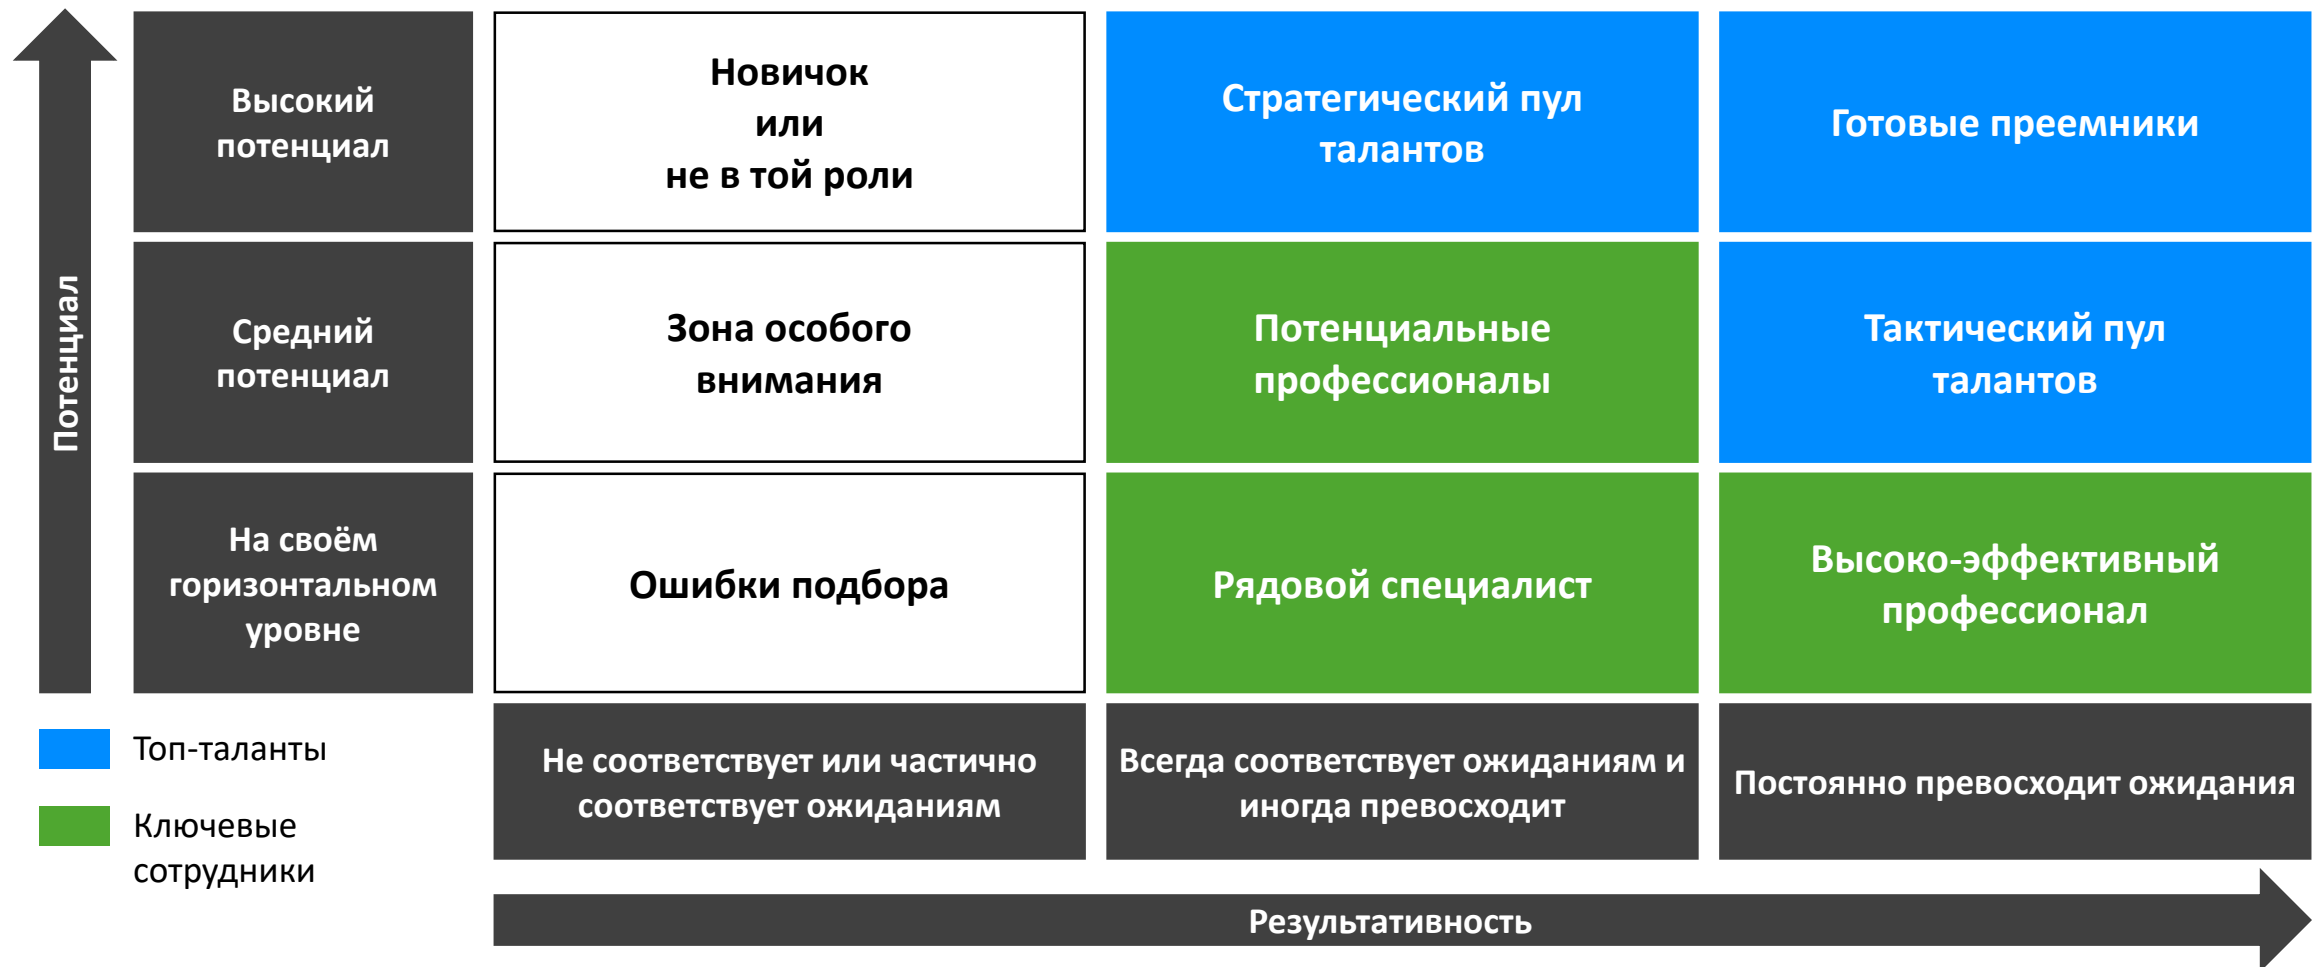 Потенциал
Высокий
потенциал
Новичок
или
не в той роли
Стратегический пул
талантов
Готовые преемники
Средний
потенциал
Зона особого
внимания
Потенциальные
профессионалы
Тактический пул
талантов
На своём
горизонтальном
уровне
Ошибки подбора
Рядовой специалист
Высоко-эффективный
профессионал
Топ-таланты
Ключевые
сотрудники
Не соответствует или частично
соответствует ожиданиям
Всегда соответствует ожиданиям и
иногда превосходит
Постоянно превосходит ожидания
Результативность